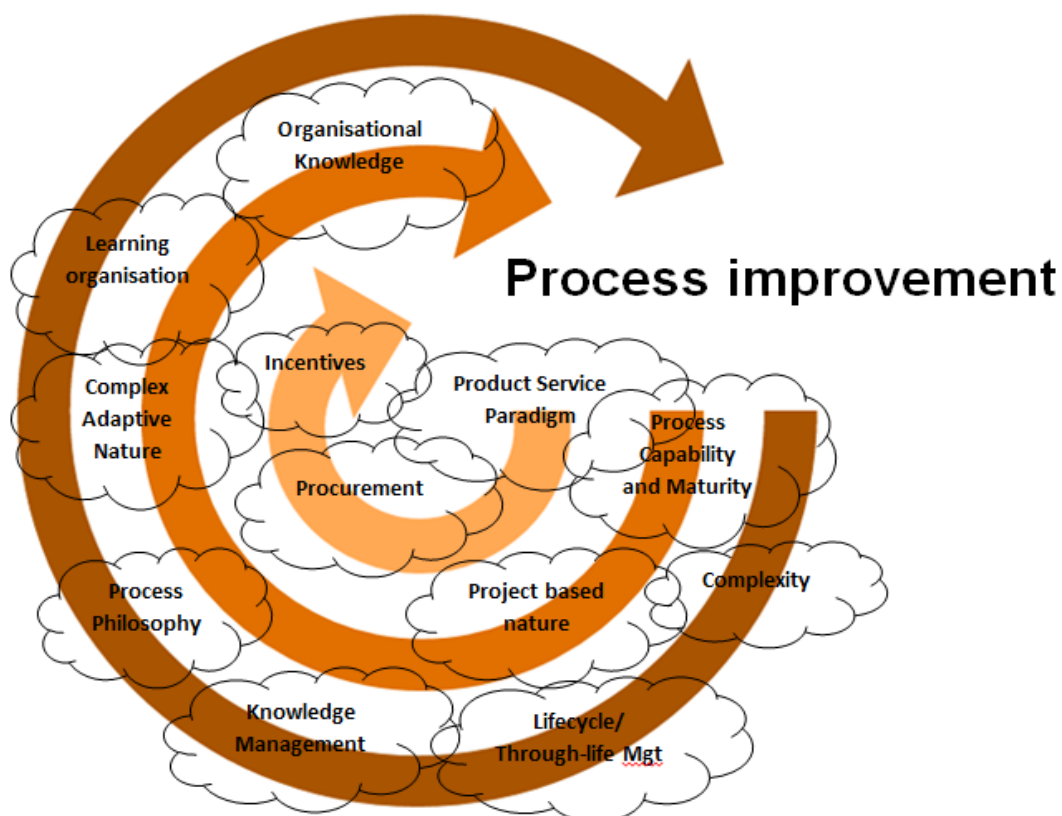 Organisational
Knowledge
Learning
organisation
Process improvement
Incentives
Product Service
Paradigm
Complex
Adaptive
Nature
Process
Capability
and Maturity
Procurement
Process
Philosophy
Project based
nature
Complexity
Knowledge
Management
Lifecycle/
Through-life Mgt